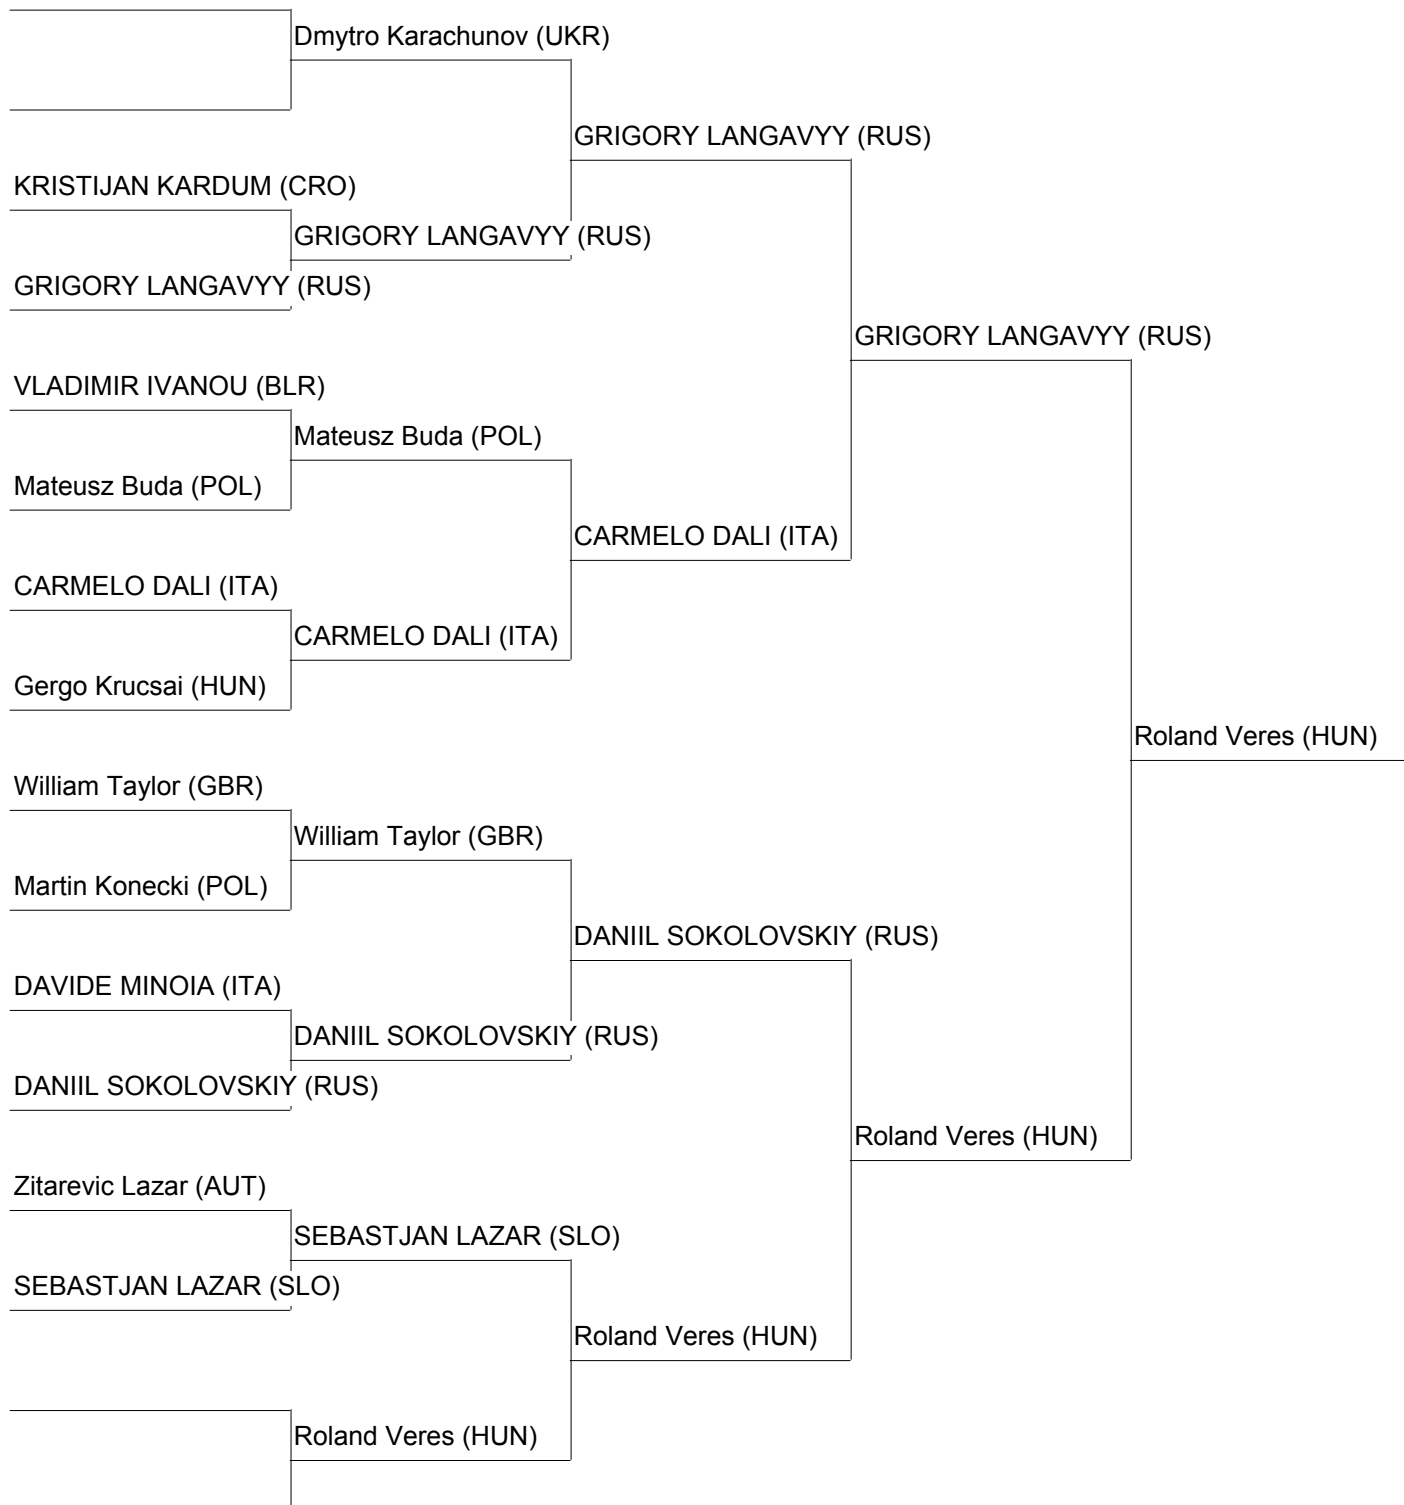 Dmytro Karachunov (UKR)
GRIGORY LANGAVYY (RUS)
KRISTIJAN KARDUM (CRO)
GRIGORY LANGAVYY (RUS)
GRIGORY LANGAVYY (RUS)
GRIGORY LANGAVYY (RUS)
VLADIMIR IVANOU (BLR)
Mateusz Buda (POL)
Mateusz Buda (POL)
CARMELO DALI (ITA)
CARMELO DALI (ITA)
CARMELO DALI (ITA)
Gergo Krucsai (HUN)
Roland Veres (HUN)
William Taylor (GBR)
William Taylor (GBR)
Martin Konecki (POL)
DANIIL SOKOLOVSKIY (RUS)
DAVIDE MINOIA (ITA)
DANIIL SOKOLOVSKIY (RUS)
DANIIL SOKOLOVSKIY (RUS)
Roland Veres (HUN)
Zitarevic Lazar (AUT)
SEBASTJAN LAZAR (SLO)
SEBASTJAN LAZAR (SLO)
Roland Veres (HUN)
Roland Veres (HUN)